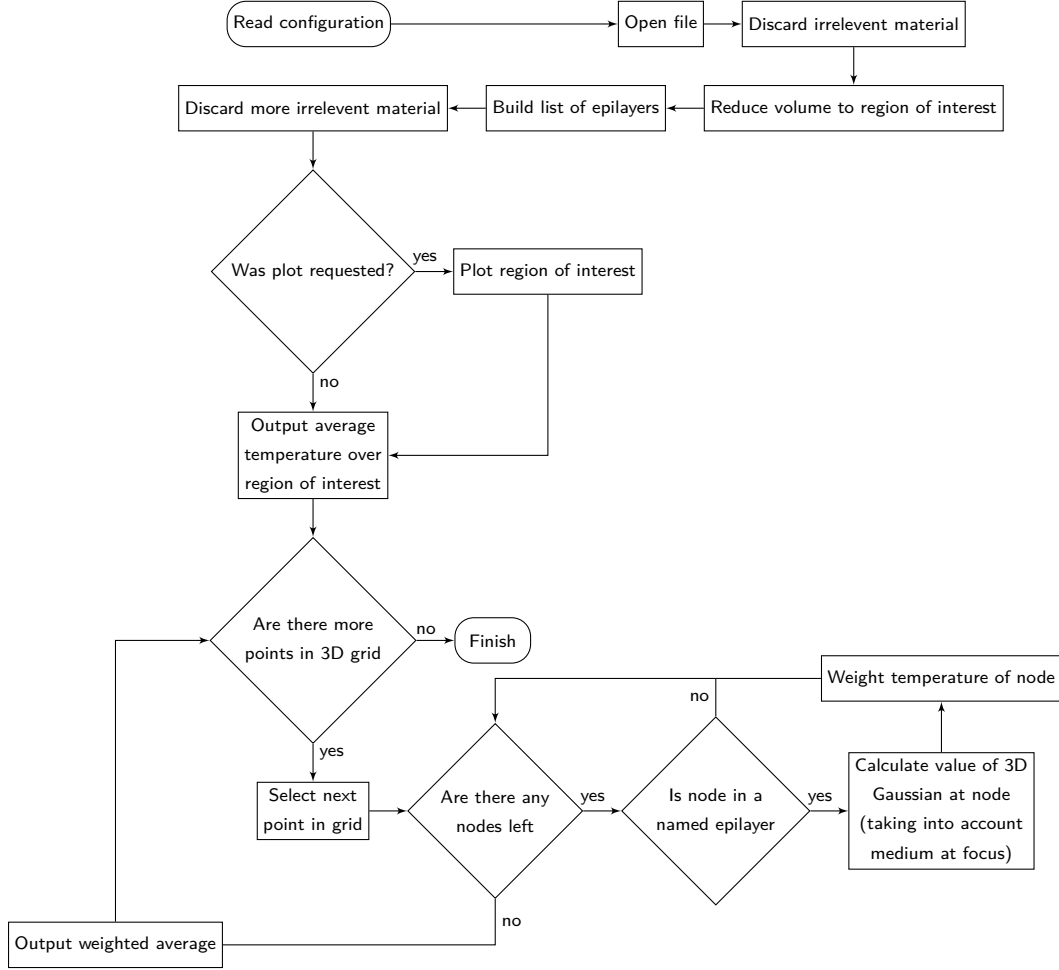 Read configuration
Open file
Discard irrelevent material
Discard more irrelevent material
Build list of epilayers
Reduce volume to region of interest
Was plot requested?
yes
Plot region of interest
no
Output average
temperature over
region of interest
Are there more
points in 3D grid
no
Finish
yes
Weight temperature of node
no
Select next
point in grid
Are there any
nodes left
yes
Is node in a
named epilayer
yes
Calculate value of 3D
Gaussian at node
(taking into account
medium at focus)
no
Output weighted average